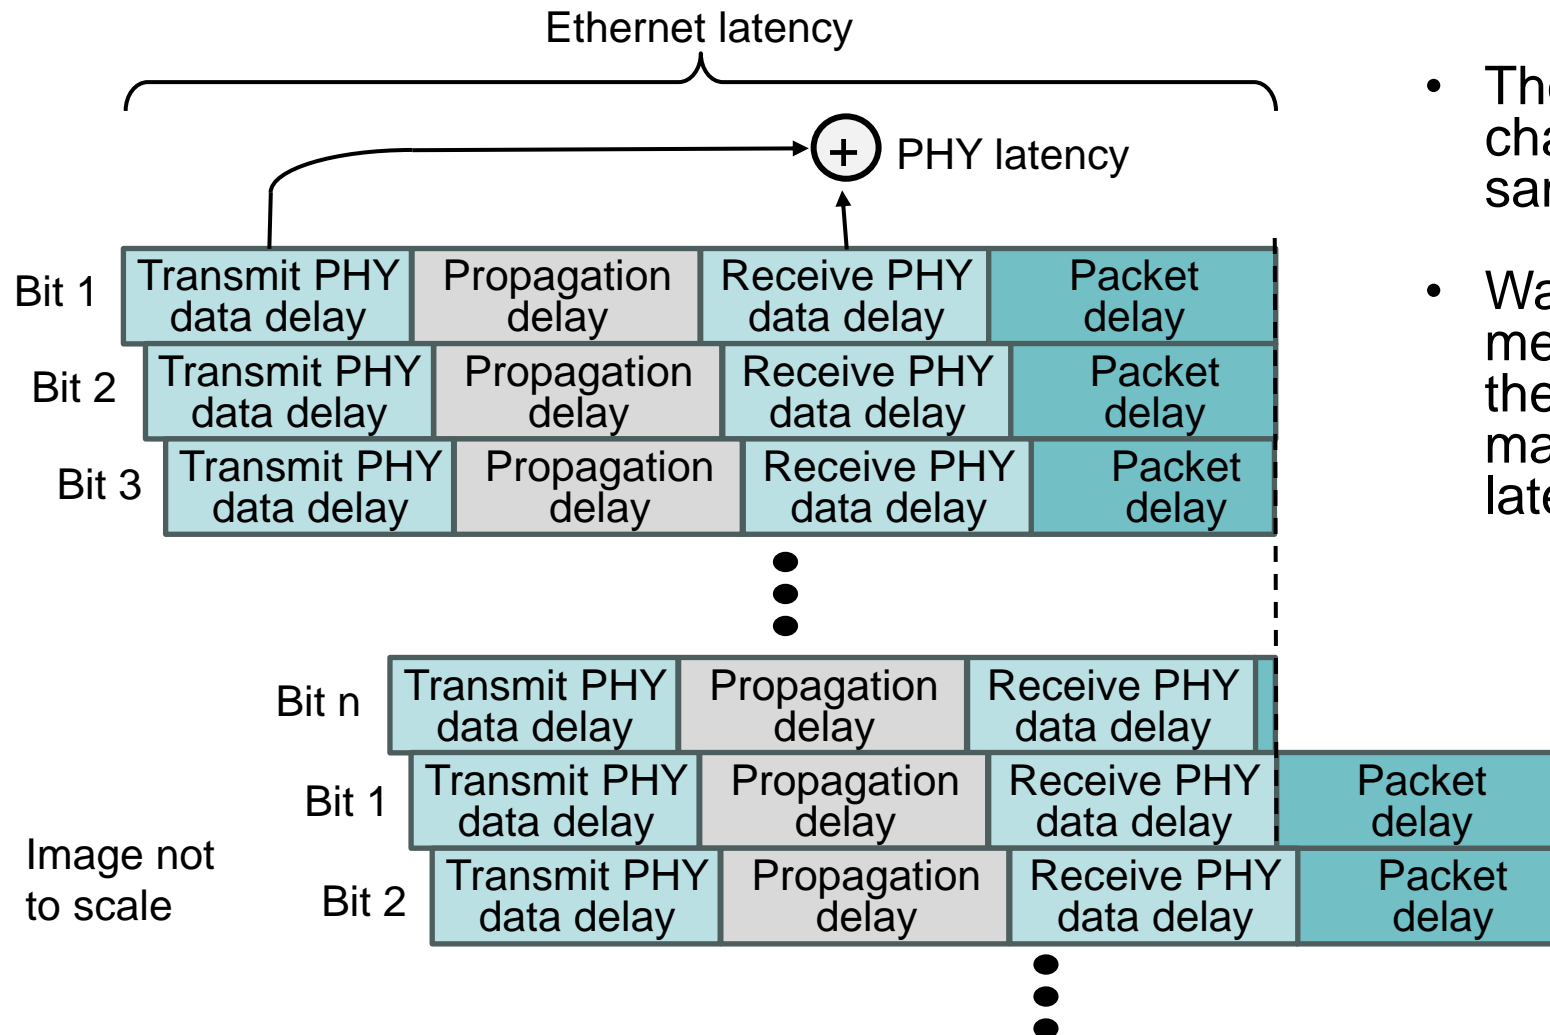 Ethernet latency
+
PHY latency
Bit 1
Transmit PHY
data delay
Propagation
delay
Receive PHY
data delay
Packet
delay
Bit 2
Transmit PHY
data delay
Propagation
delay
Receive PHY
data delay
Packet
delay
Bit 3
Transmit PHY
data delay
Propagation
delay
Receive PHY
data delay
Packet
delay
Bit n
Transmit PHY
data delay
Propagation
delay
Receive PHY
data delay
Bit 1
Transmit PHY
data delay
Propagation
delay
Receive PHY
data delay
Packet
delay
Bit 2
Transmit PHY
data delay
Propagation
delay
Receive PHY
data delay
Packet
delay
Image not
to scale